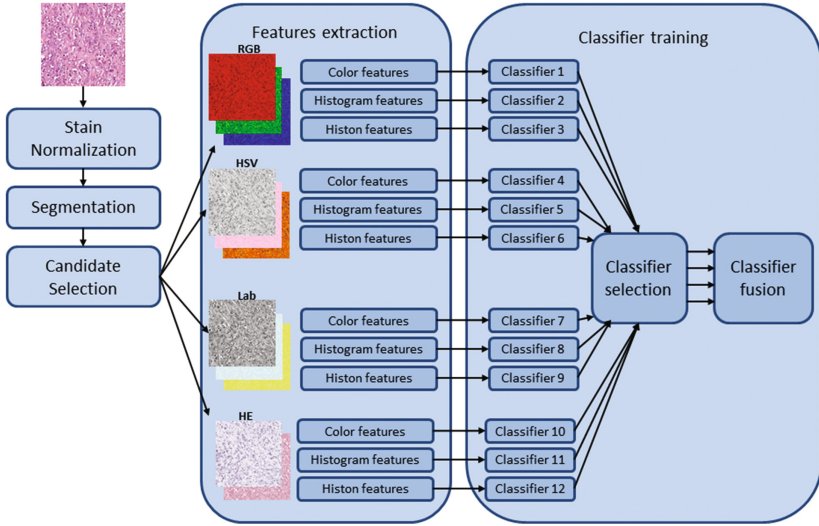 Stain
Normalization
Segmentation
Candidate
Selection
Features extraction
RGB
Color features
Histogram features
Histon features
HSV
Color features
Histogram features
Histon features
Lab
Color features
Histogram features
Histon features
HE
Color features
Histogram features
Histon features
Classifier training
Classifier 1
Classifier 2
Classifier 3
Classifier 4
Classifier 5
Classifier 6
Classifier 7
Classifier 8
Classifier 9
Classifier 10
Classifier 11
Classifier 12
Classifier
selection
Classifier
fusion